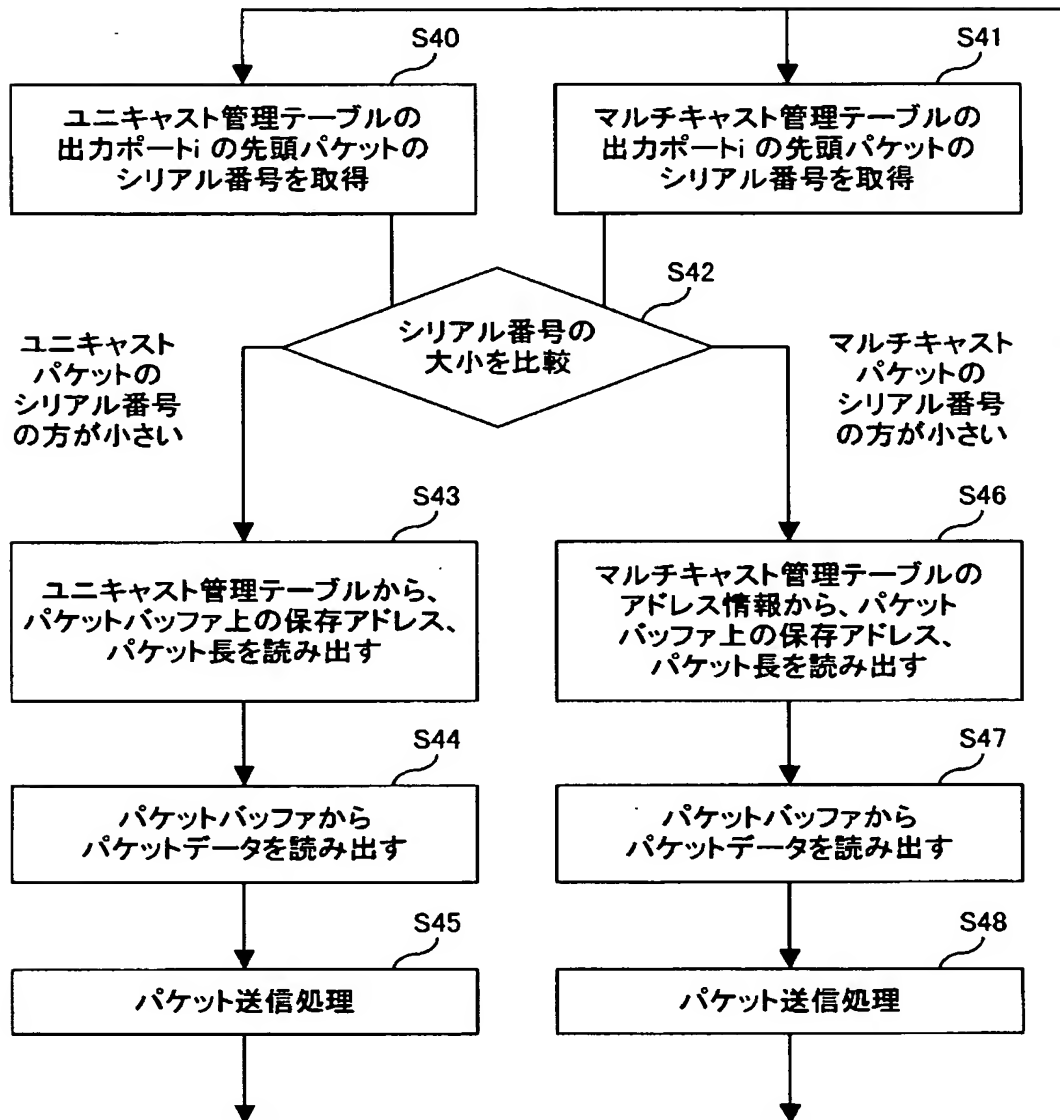 S40
ユニキャスト管理テーブルの
出力ポートi の先頭パケットの
シリアル番号を取得
S41
マルチキャスト管理テーブルの
出力ポートi の先頭パケットの
シリアル番号を取得
S42
シリアル番号の
大小を比較
ユニキャスト
パケットの
シリアル番号
の方が小さい
マルチキャスト
パケットの
シリアル番号
の方が小さい
S43
ユニキャスト管理テーブルから、
パケットバッファ上の保存アドレス、
パケット長を読み出す
S46
マルチキャスト管理テーブルの
アドレス情報から、パケット
バッファ上の保存アドレス、
パケット長を読み出す
S44
パケットバッファから
パケットデータを読み出す
S47
パケットバッファから
パケットデータを読み出す
S45
パケット送信処理
S48
パケット送信処理